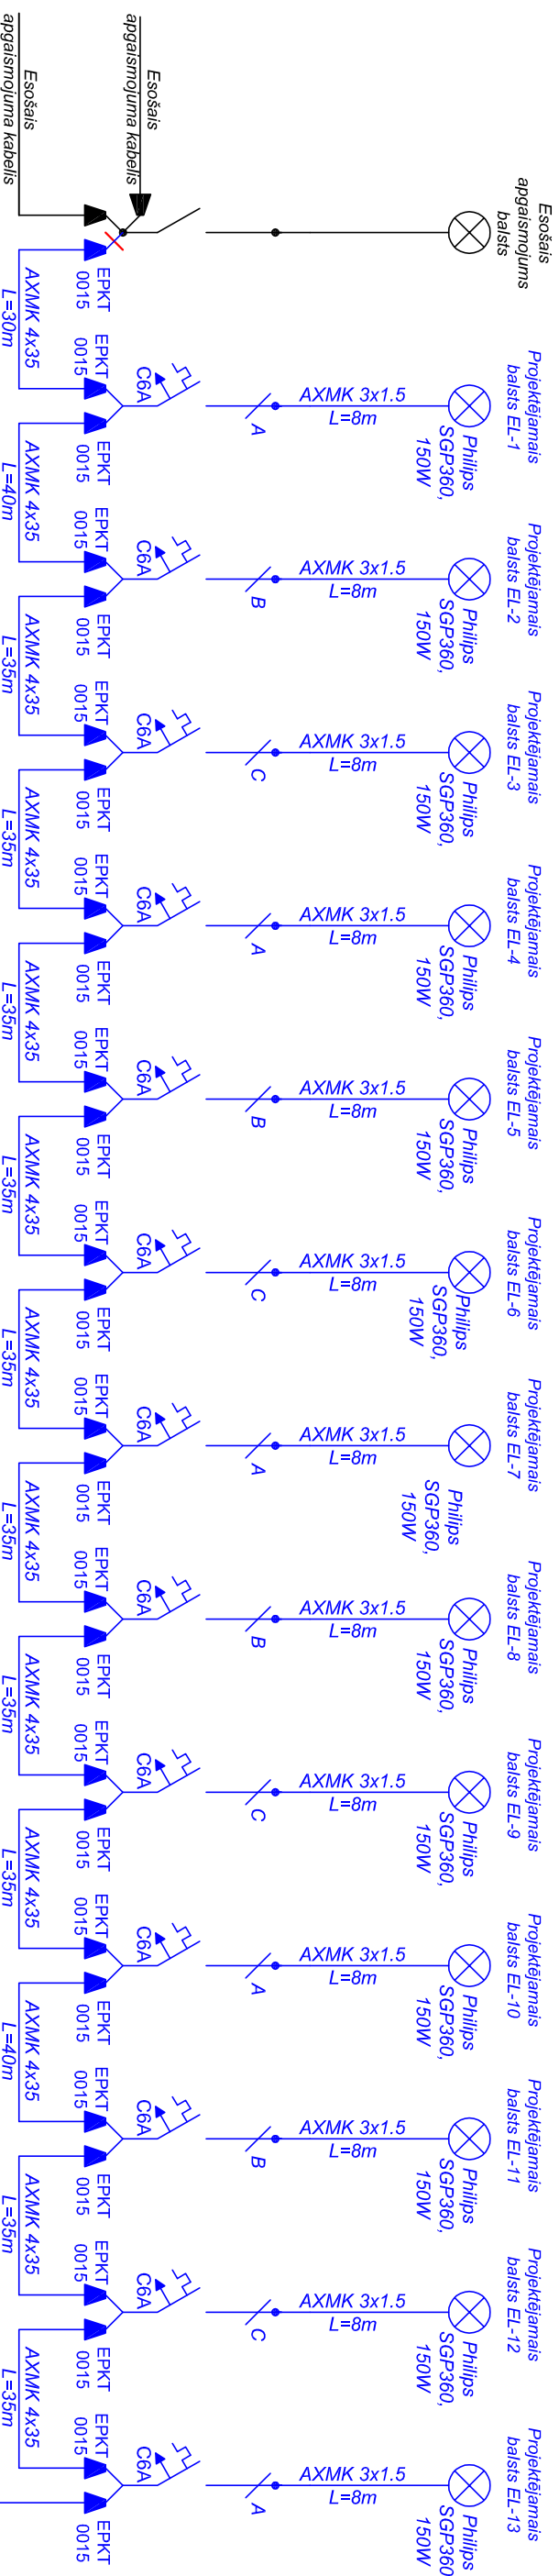 Esošais
apgaismojums
balsts
Esošais
apgaismojuma kabelis
Esošais
apgaismojuma kabelis
EPKT
0015
AXMK 4x35
L=30m
Projektējamais
balsts EL-1
Philips
SGP360,
150W
AXMK 3x1.5
L=8m
A
C6A
EPKT
0015
EPKT
0015
AXMK 4x35
L=40m
Projektējamais
balsts EL-2
Philips
SGP360,
150W
AXMK 3x1.5
L=8m
B
C6A
EPKT
0015
EPKT
0015
AXMK 4x35
L=35m
Projektējamais
balsts EL-3
Philips
SGP360,
150W
AXMK 3x1.5
L=8m
C
C6A
EPKT
0015
EPKT
0015
AXMK 4x35
L=35m
Projektējamais
balsts EL-4
Philips
SGP360,
150W
AXMK 3x1.5
L=8m
A
C6A
EPKT
0015
EPKT
0015
AXMK 4x35
L=35m
Projektējamais
balsts EL-5
Philips
SGP360,
150W
AXMK 3x1.5
L=8m
B
C6A
EPKT
0015
EPKT
0015
AXMK 4x35
L=35m
Projektējamais
balsts EL-6
Philips
SGP360,
150W
AXMK 3x1.5
L=8m
C
C6A
EPKT
0015
EPKT
0015
AXMK 4x35
L=35m
Projektējamais
balsts EL-7
Philips
SGP360,
150W
AXMK 3x1.5
L=8m
A
C6A
EPKT
0015
EPKT
0015
AXMK 4x35
L=35m
Projektējamais
balsts EL-8
Philips
SGP360,
150W
AXMK 3x1.5
L=8m
B
C6A
EPKT
0015
EPKT
0015
AXMK 4x35
L=35m
Projektējamais
balsts EL-9
Philips
SGP360,
150W
AXMK 3x1.5
L=8m
C
C6A
EPKT
0015
EPKT
0015
AXMK 4x35
L=35m
Projektējamais
balsts EL-10
Philips
SGP360,
150W
AXMK 3x1.5
L=8m
A
C6A
EPKT
0015
EPKT
0015
AXMK 4x35
L=40m
Projektējamais
balsts EL-11
Philips
SGP360,
150W
AXMK 3x1.5
L=8m
B
C6A
EPKT
0015
EPKT
0015
AXMK 4x35
L=35m
Projektējamais
balsts EL-12
Philips
SGP360,
150W
AXMK 3x1.5
L=8m
C
C6A
EPKT
0015
EPKT
0015
AXMK 4x35
L=35m
Projektējamais
balsts EL-13
Philips
SGP360
150W
AXMK 3x1.5
L=8m
A
C6A
EPKT
0015
EPKT
0015